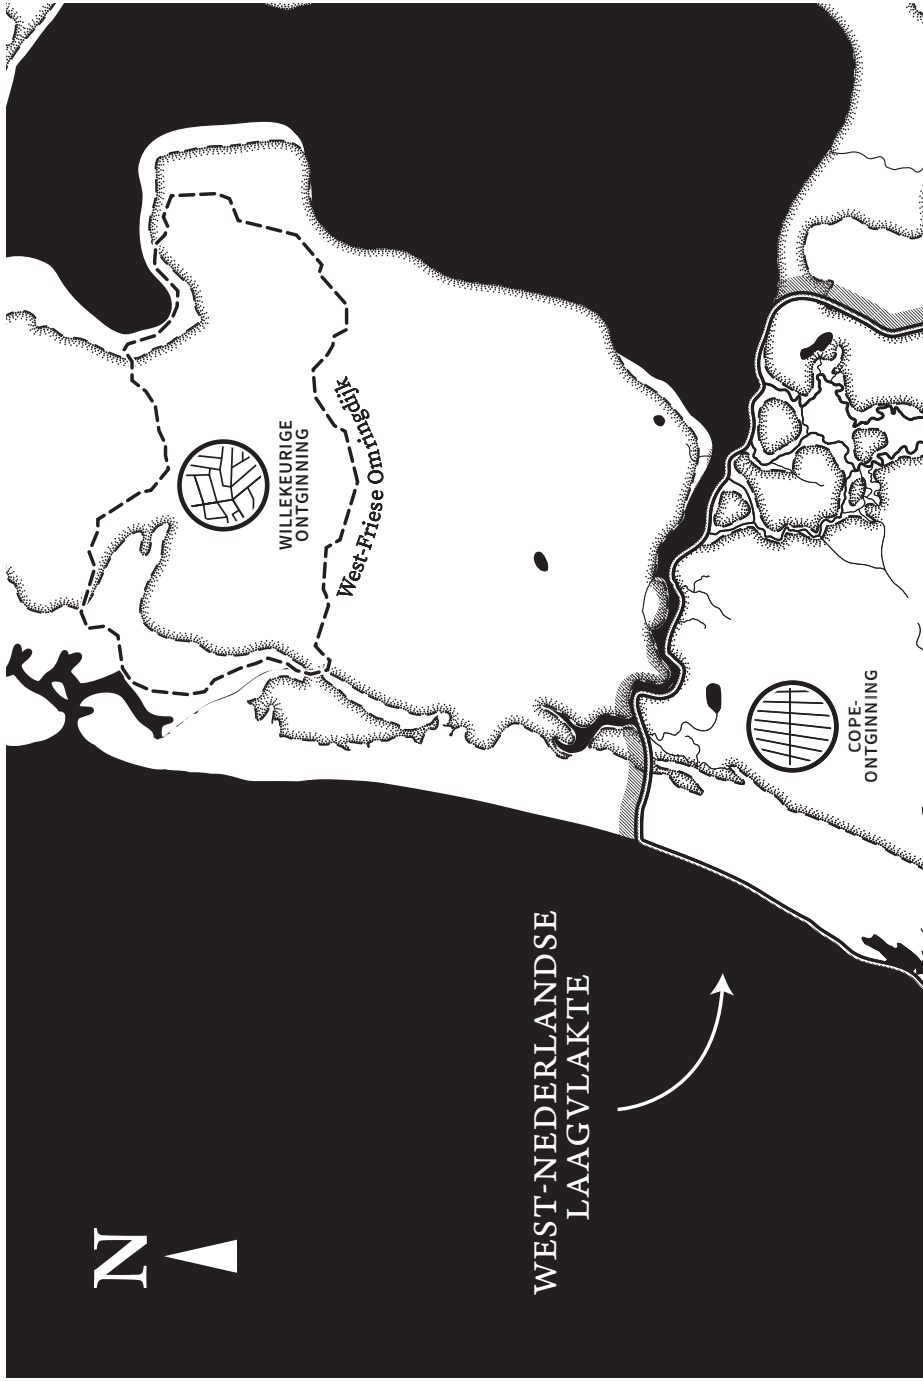 N
WEST-NEDERLANDSE
LAAGVLAKTE
WILLEKEURIGE
ONTGINNING
West-Friese Omringdijk
COPE-
ONTGINNING